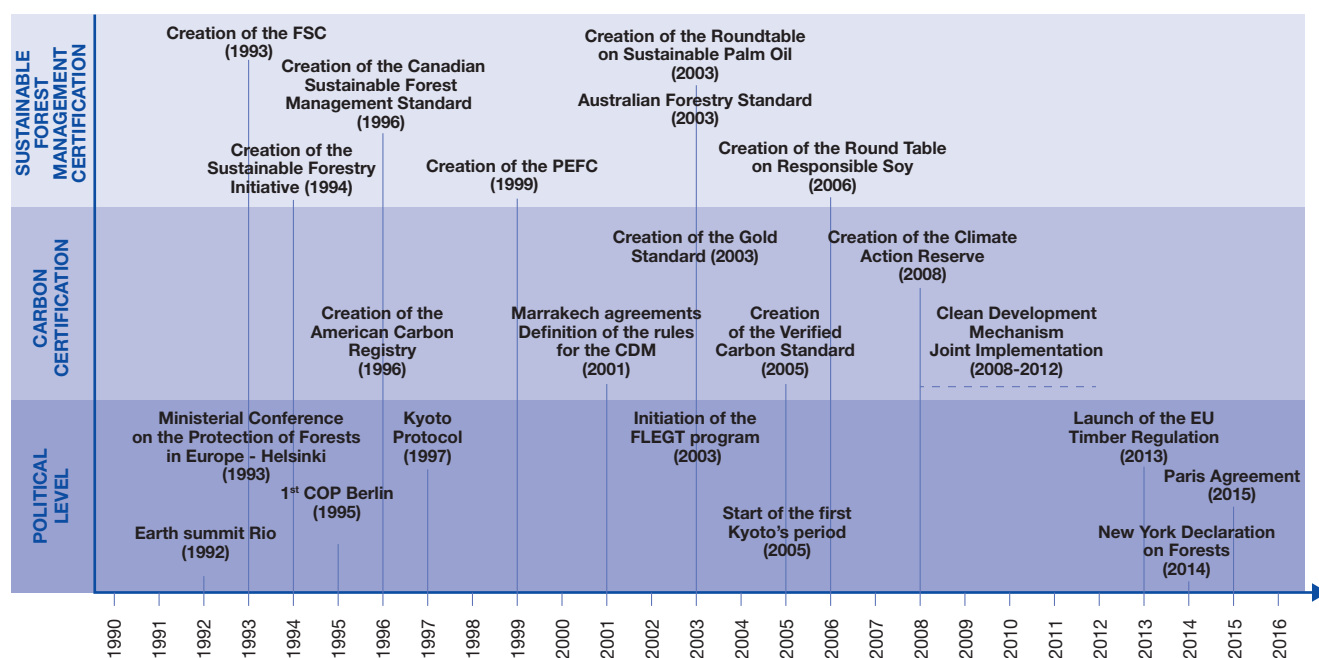 SUSTAINABLE
FOREST
MANAGEMENT
CERTIFICATION
Creation of the FSC
(1993)
Creation of the Canadian
Sustainable Forest
Management Standard
(1996)
Creation of the
Sustainable Forestry
Initiative (1994)
Creation of the PEFC
(1999)
Creation of the Roundtable
on Sustainable Palm Oil
(2003)
Australian Forestry Standard
(2003)
Creation of the Round Table
on Responsible Soy
(2006)
CARBON
CERTIFICATION
Creation of the
American Carbon
Registry
(1996)
Marrakech agreements
Definition of the rules
for the CDM
(2001)
Creation of the Gold
Standard (2003)
Creation
of the Verified
Carbon Standard
(2005)
Creation of the Climate
Action Reserve
(2008)
Clean Development
Mechanism
Joint Implementation
(2008-2012)
POLITICAL
LEVEL
Ministerial Conference
on the Protection of Forests
in Europe - Helsinki
(1993)
Earth summit Rio
(1992)
1st COP Berlin
(1995)
Kyoto
Protocol
(1997)
Initiation of the
FLEGT program
(2003)
Start of the first
Kyoto's period
(2005)
Launch of the EU
Timber Regulation
(2013)
Paris Agreement
(2015)
New York Declaration
on Forests
(2014)
1990
1991
1992
1993
1994
1995
1996
1997
1998
1999
2000
2001
2002
2003
2004
2005
2006
2007
2008
2009
2010
2011
2012
2013
2014
2015
2016